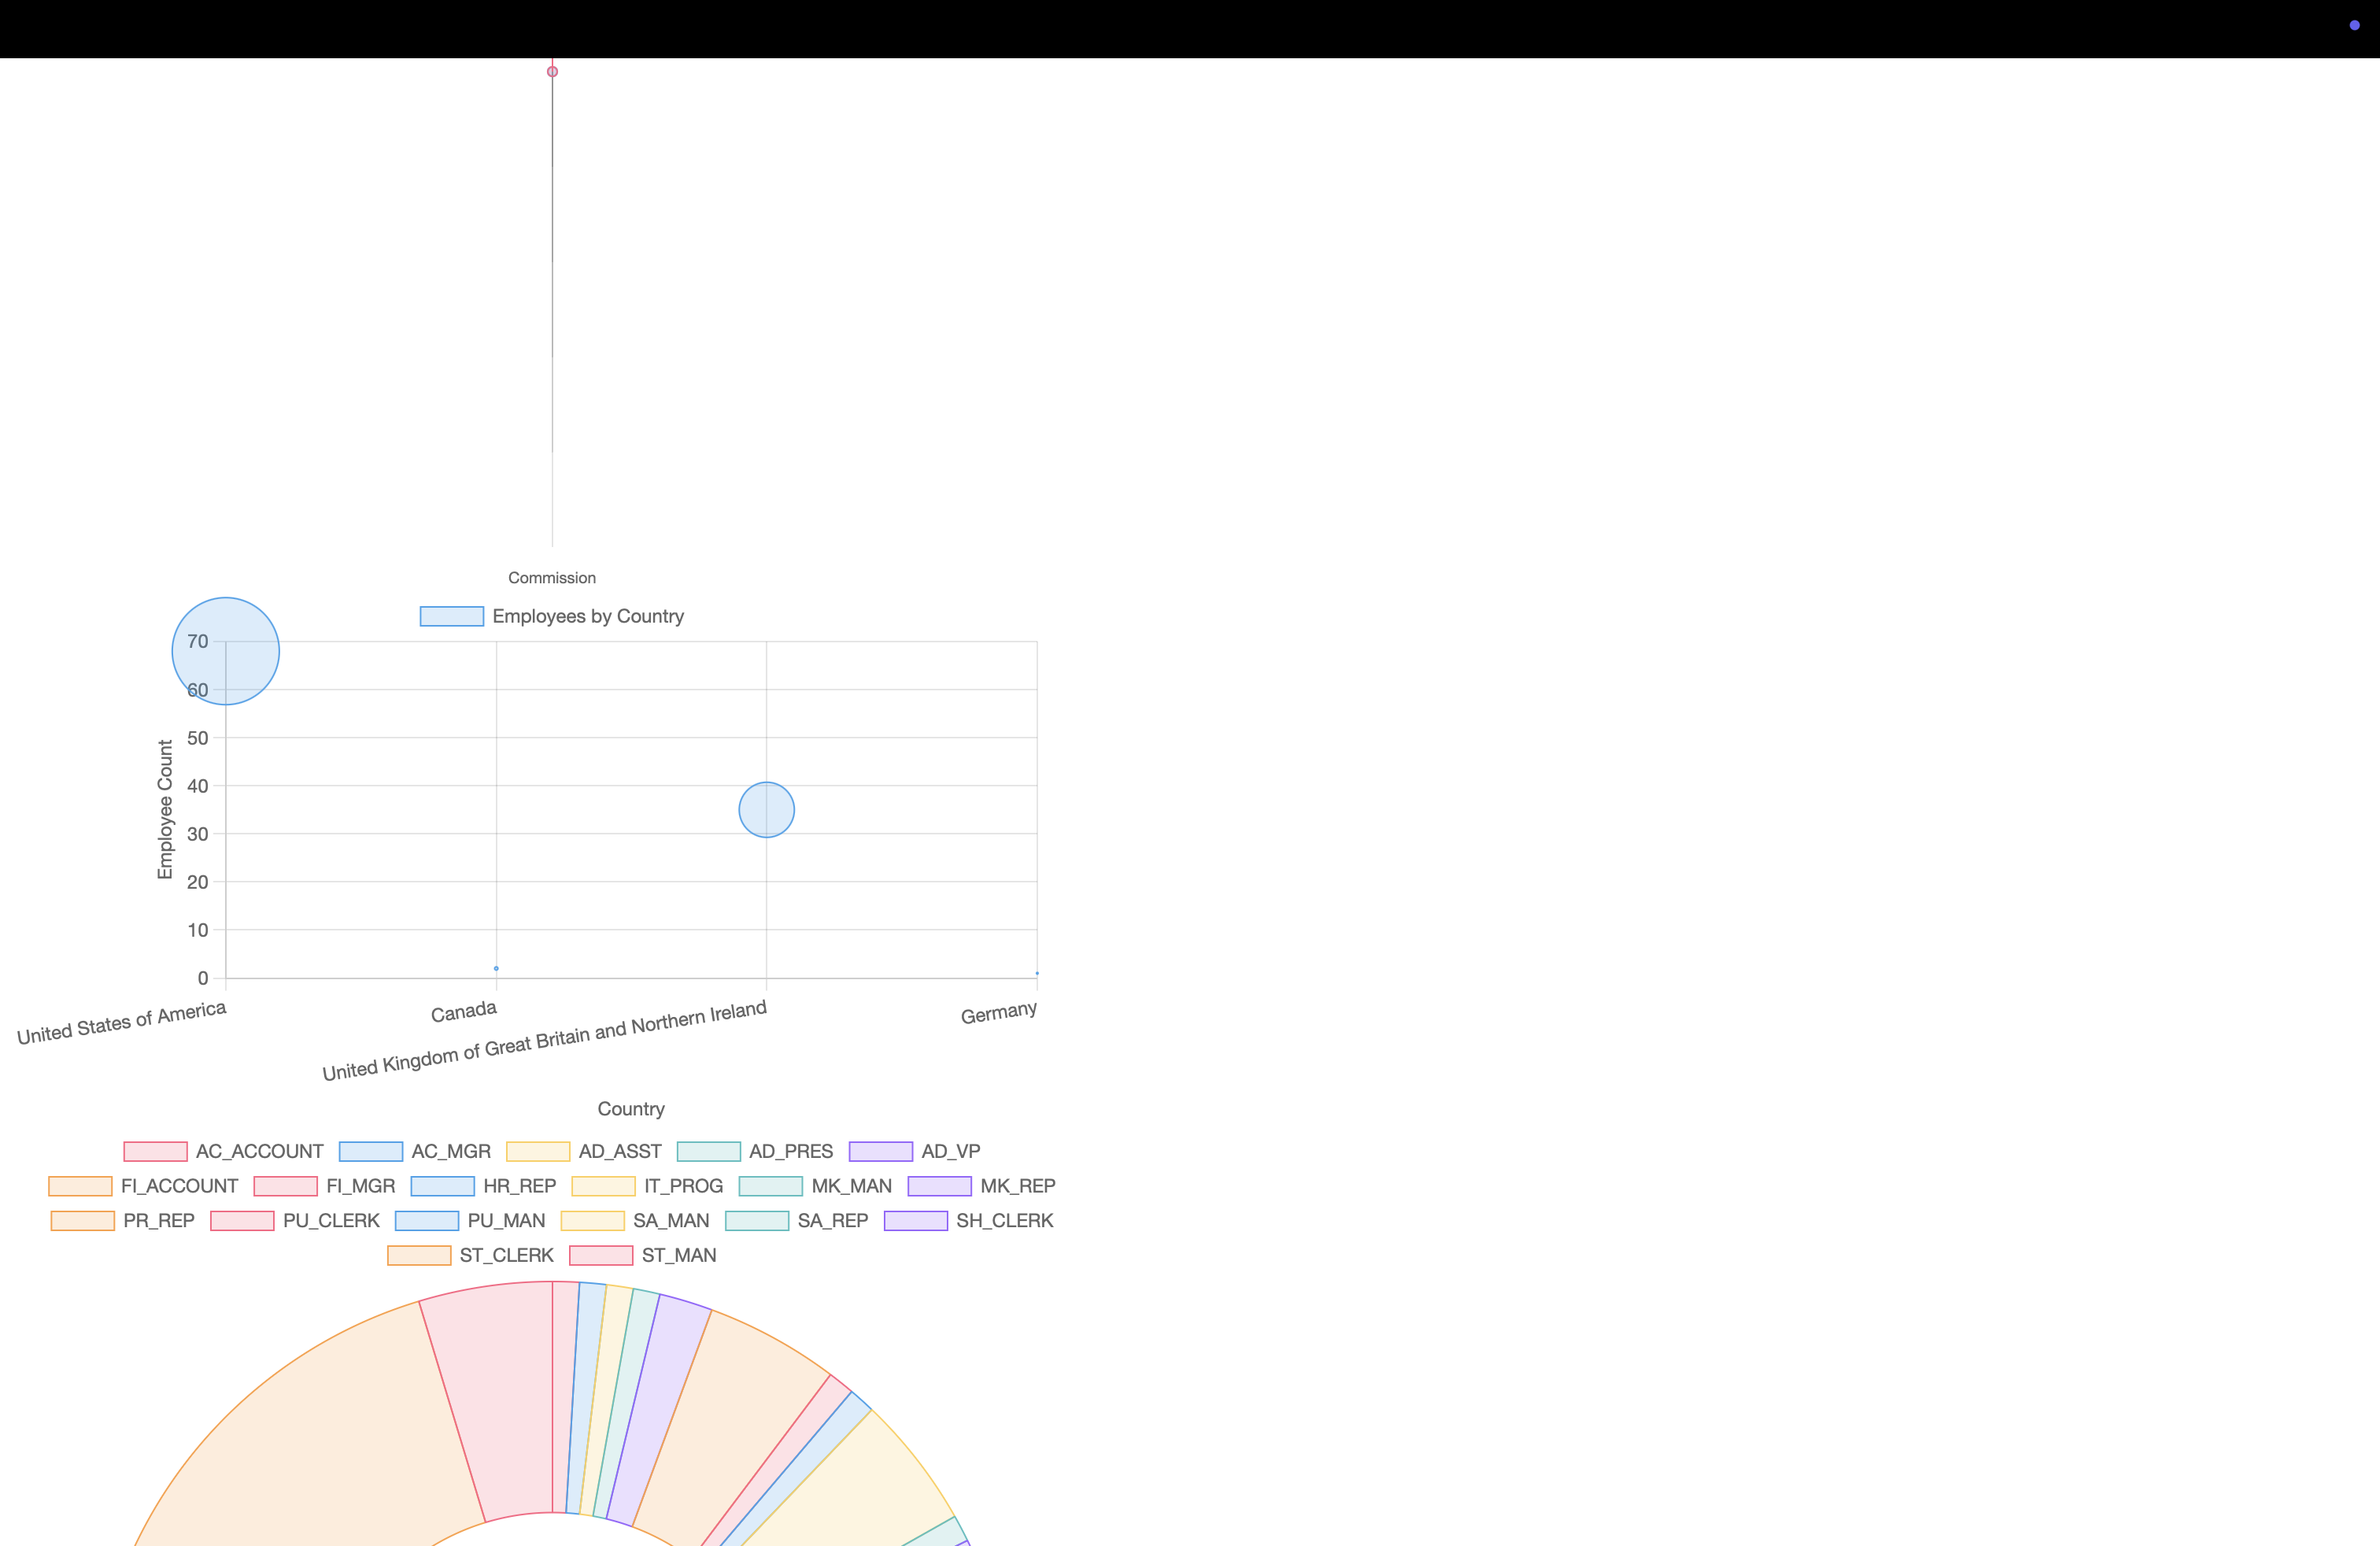 Commission
Employees by Country
70
60
50
40
30
20
10
0
Employee Count
United States of America
Canada
United Kingdom of Great Britain and Northern Ireland
Germany
Country
AC_ACCOUNT AC_MGR AD_ASST AD_PRES AD_VP
FI_ACCOUNT FI_MGR HR_REP IT_PROG MK_MAN MK_REP
PR_REP PU_CLERK PU_MAN SA_MAN SA_REP SH_CLERK
ST_CLERK ST_MAN